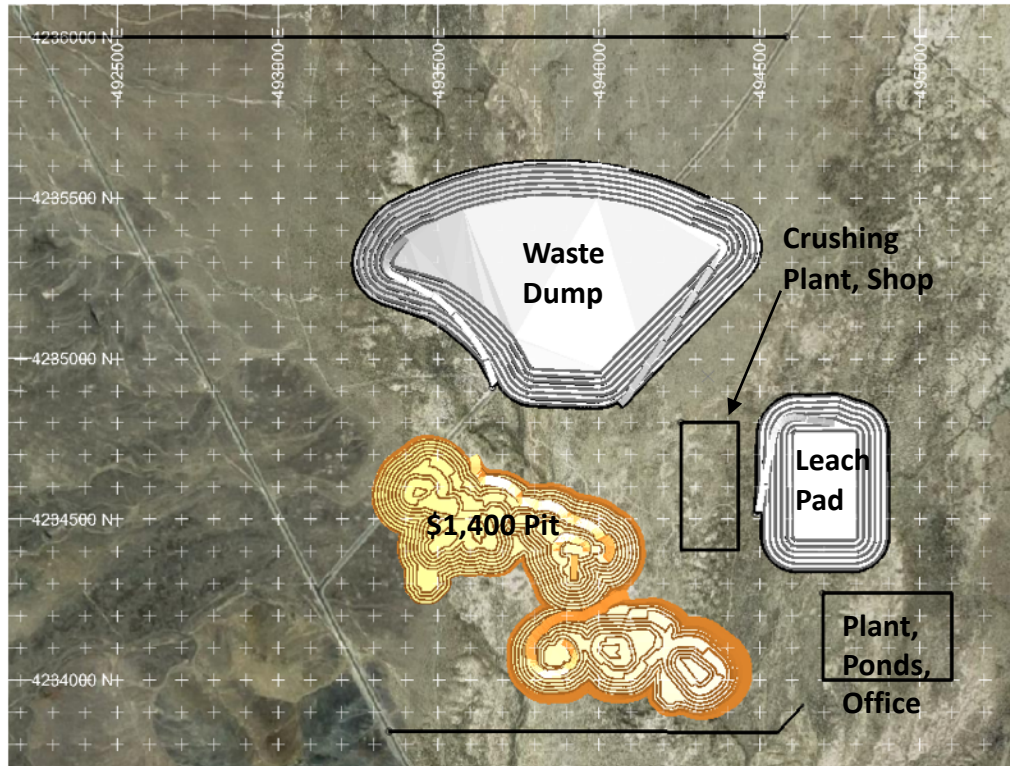 4236000 N
492500 E
493000 E
493500 E
494000 E
494500 E
495000 E
4235500 N
Waste
Dump
Crushing
Plant, Shop
4235000 N
Leach
Pad
4234500 N
$1,400 Pit
Plant,
Ponds,
Office
4234000 N